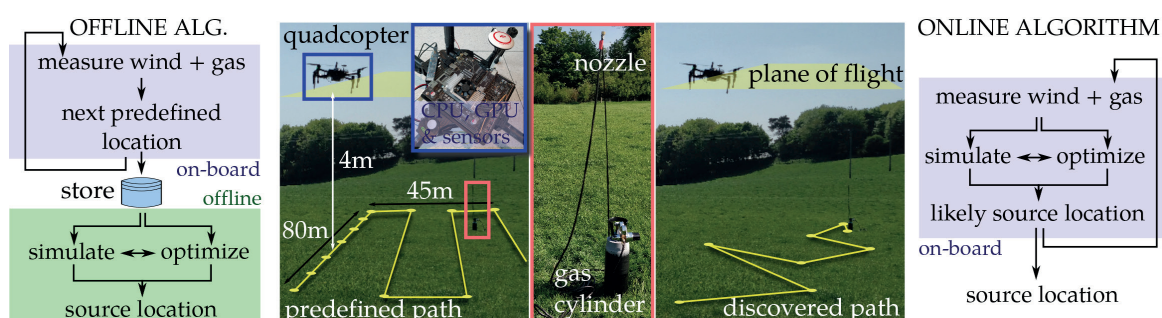 OFFLINE ALG.
measure wind + gas
next predefined
location
on-board
store
offline
simulate
optimize
source location
quadcopter
CPU, GPU
& sensors
4m
45m
80m
predefined path
nozzle
gas
cylinder
plane of flight
discovered path
ONLINE ALGORITHM
measure wind + gas
simulate
optimize
likely source location
on-board
source location